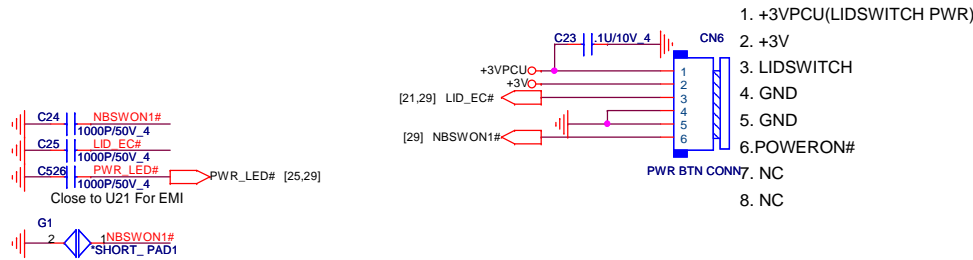 1. +3VPCU(LIDSWITCH PWR)
2. +3V
3. LIDSWITCH
4. GND
5. GND
6.POWERON#
7. NC
8. NC
C23
.1U/10V_4
CN6
+3VPCU
+3V
[21,29] LID_EC#
[29] NBSWON1#
1
2
3
4
5
6
PWR BTN CONN
C24
NBSWON1#
1000P/50V_4
C25
LID_EC#
1000P/50V_4
C526
PWR_LED#
1000P/50V_4
PWR_LED# [25,29]
Close to U21 For EMI
G1
2
1
NBSWON1#
*SHORT_ PAD1